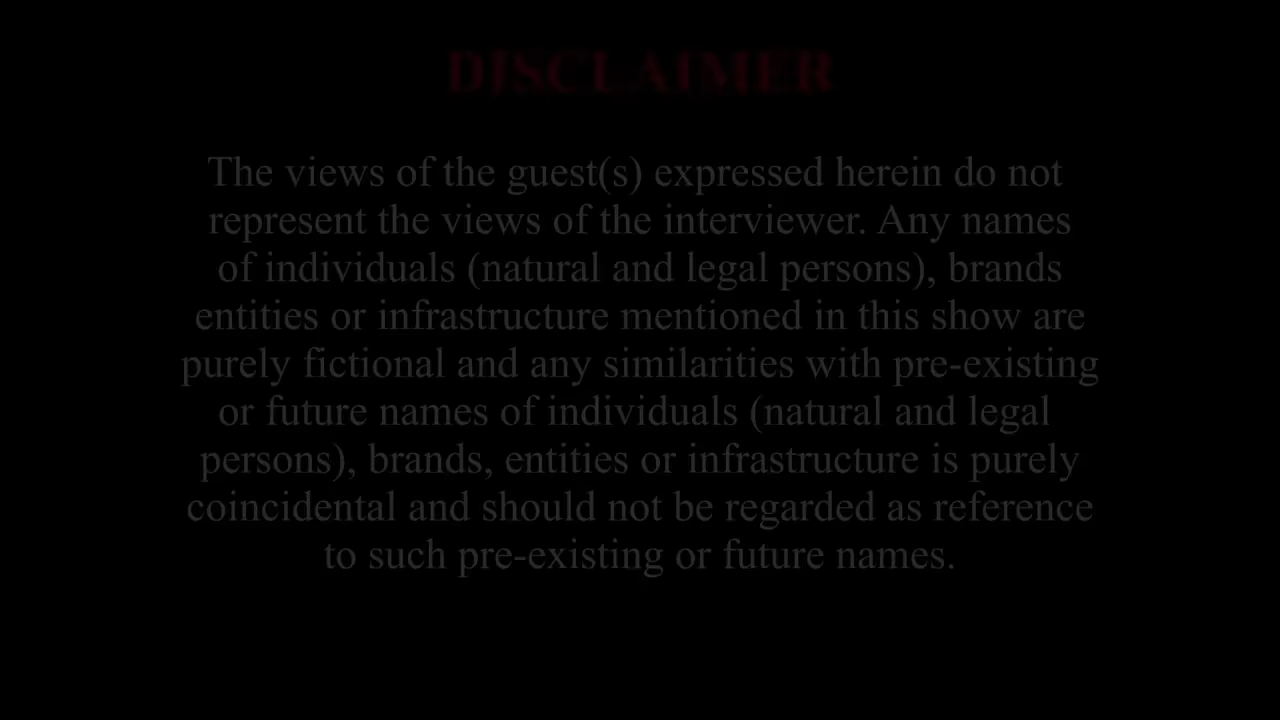 DISCLAIMER
The views of the guest(s) expressed herein do not
represent the views of the interviewer. Any names
of individuals (natural and legal persons), brands
entities or infrastructure mentioned in this show are
purely fictional and any similarities with pre-existing
or future names of individuals (natural and legal
persons), brands, entities or infrastructure is purely
coincidental and should not be regarded as reference
to such pre-existing or future names.